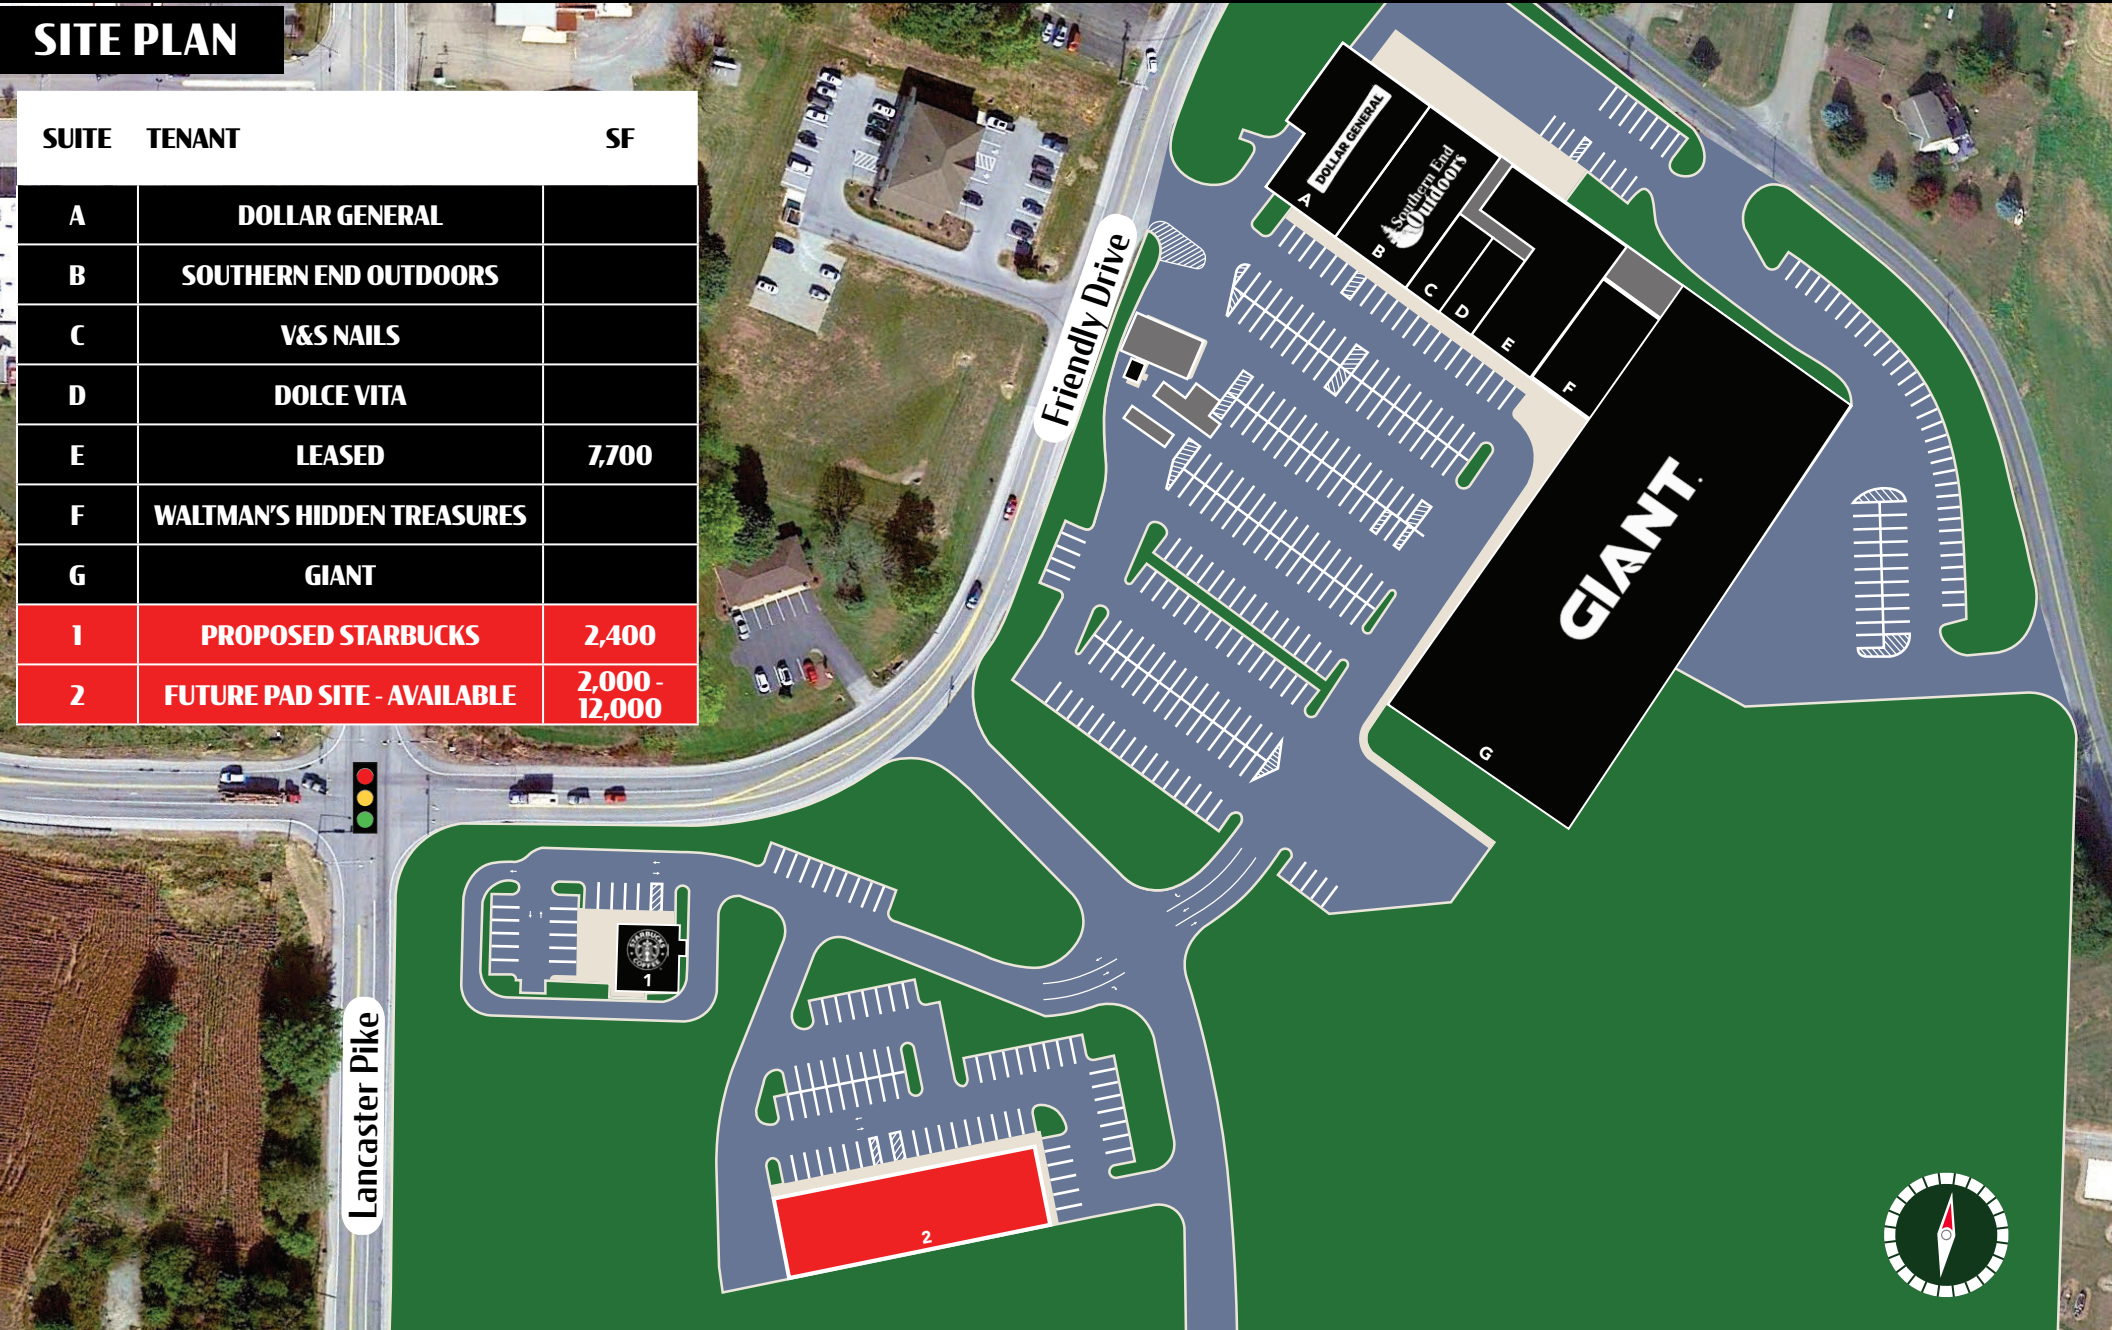 SITE PLAN
SUITE TENANT SF
A DOLLAR GENERAL
B SOUTHERN END OUTDOORS
C V&S NAILS
D DOLCE VITA
E LEASED 7,700
F WALTMAN'S HIDDEN TREASURES
G GIANT
1 PROPOSED STARBUCKS 2,400
2 FUTURE PAD SITE - AVAILABLE 2,000 -
12,000
DOLLAR GENERAL
A
Southern End
Outdoors
B
C
D
E
F
GIANT
G
Friendly Drive
STARBUCKS
COFFEE
1
Lancaster Pike
2